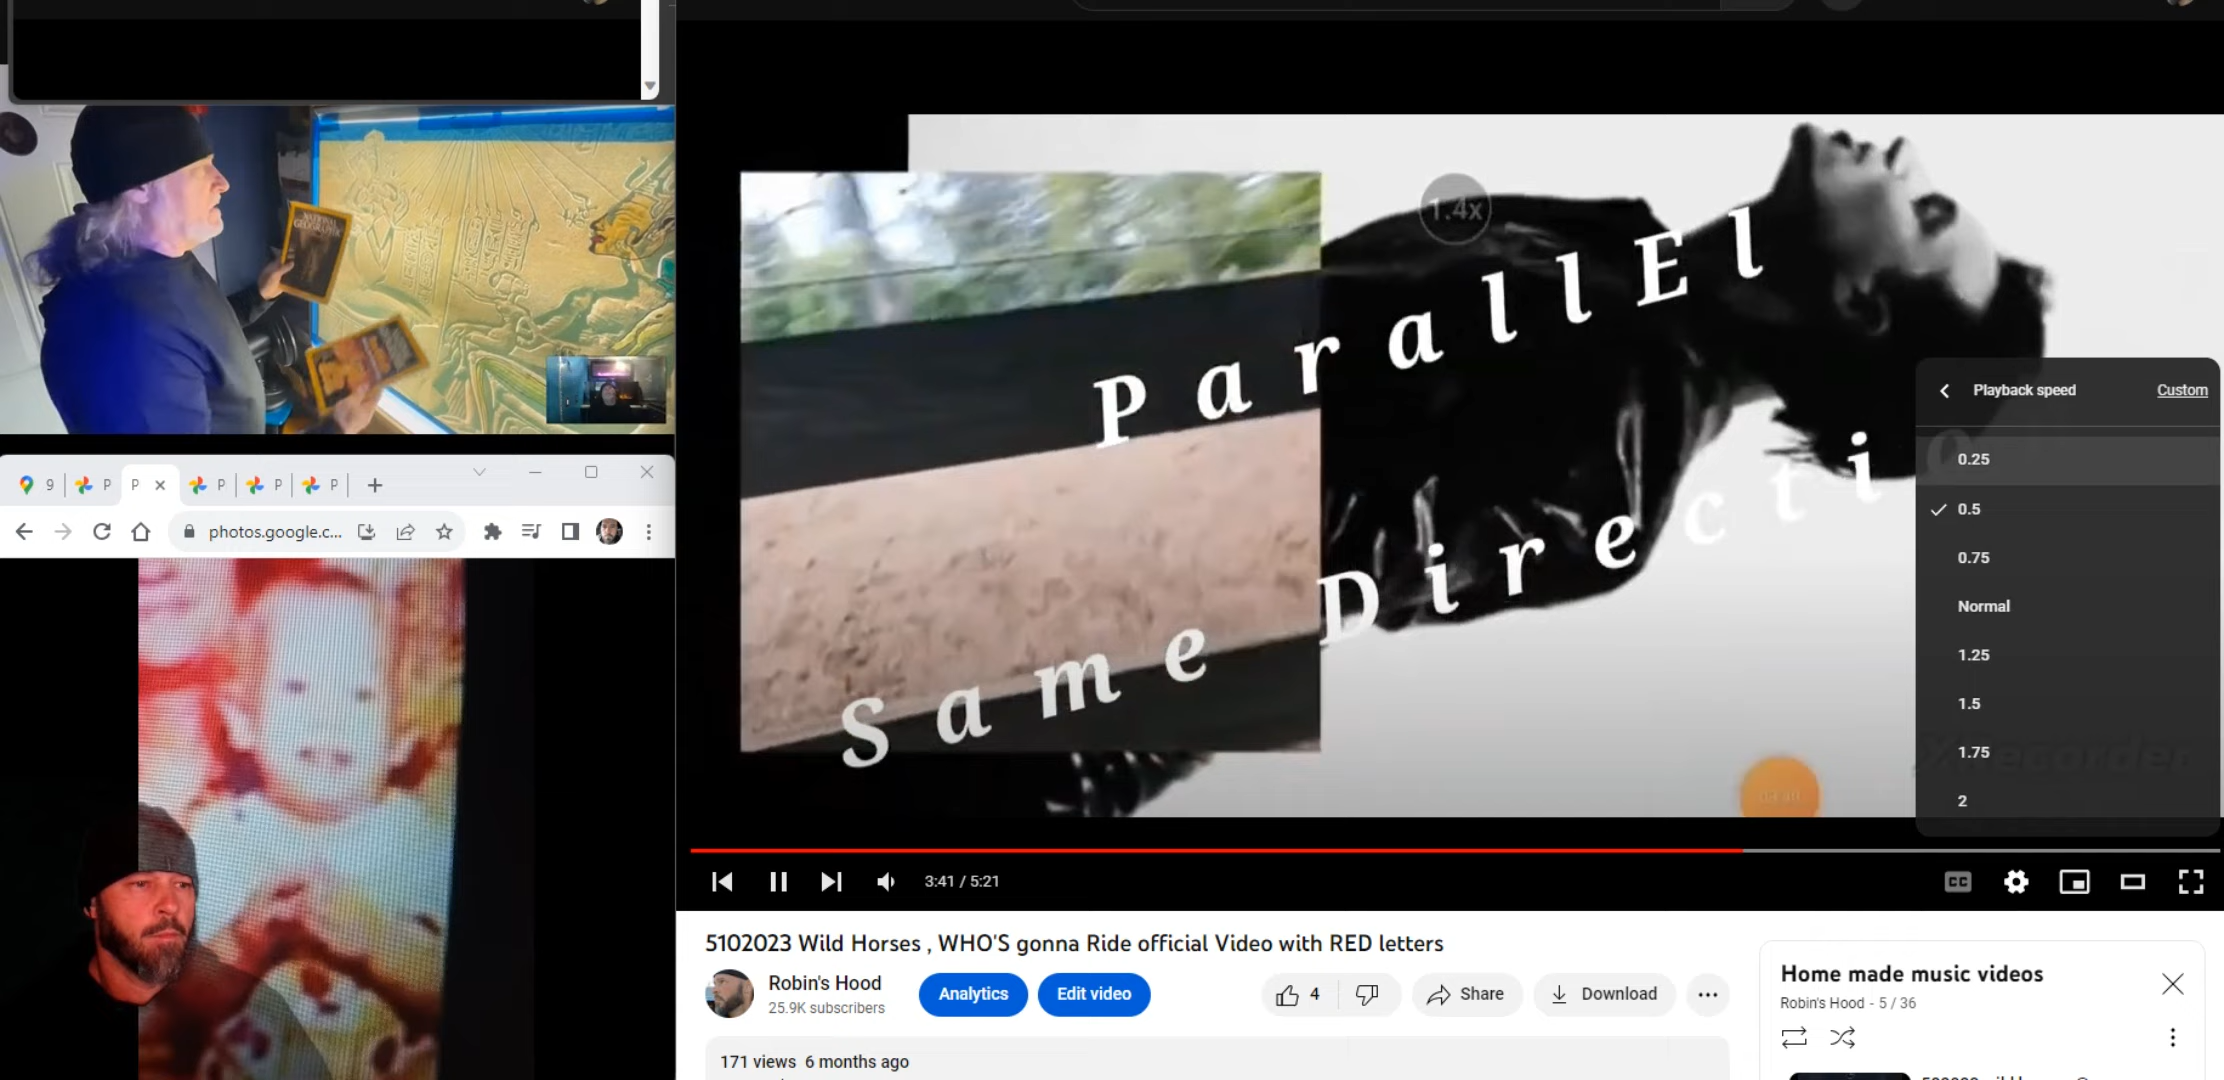 NATIONAL
GEOGRAPHIC
9
P
P
P
P
P
photos.google.c...
1.4x
ParallEl
Same Directi
Playback speed
Custom
0.25
0.5
0.75
Normal
1.25
1.5
1.75
2
3:41 / 5:21
CC
5102023 Wild Horses , WHO'S gonna Ride official Video with RED letters
Robin's Hood
25.9K subscribers
Analytics
Edit video
4
Share
Download
171 views 6 months ago
Home made music videos
Robin's Hood - 5 / 36